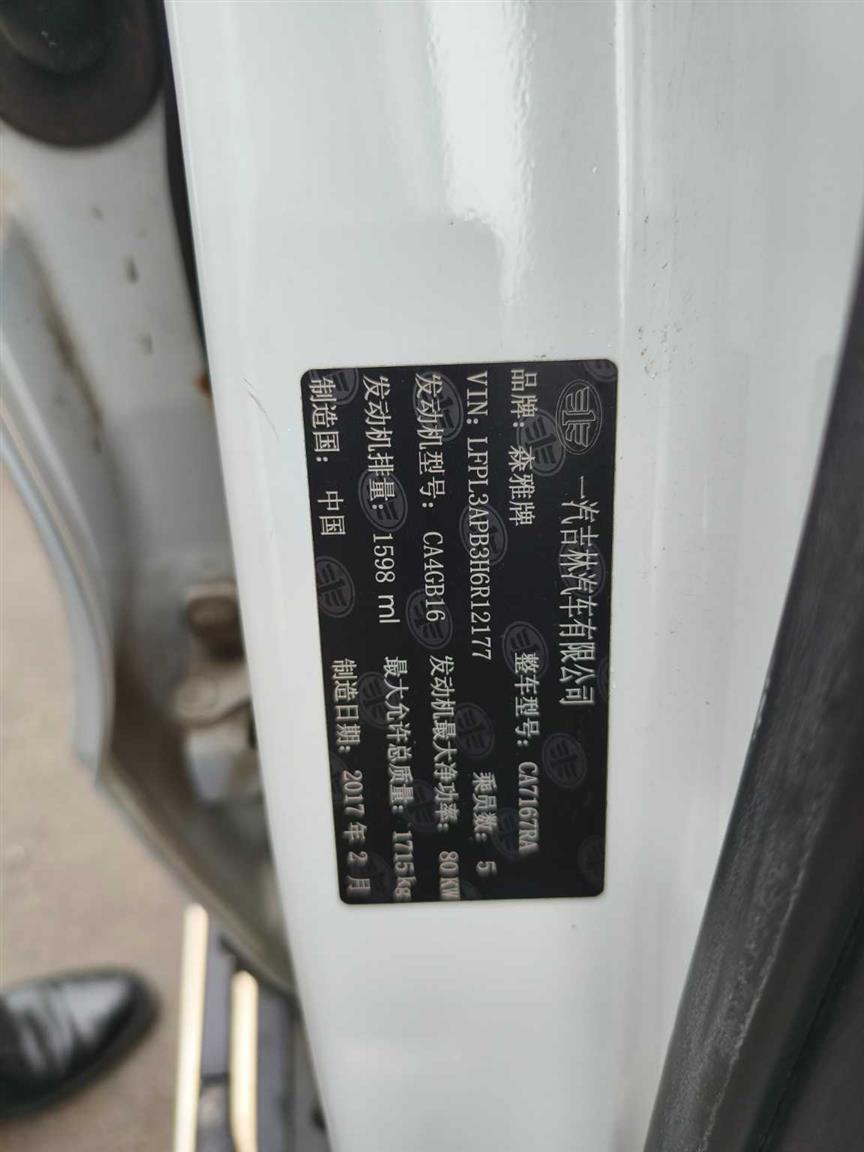 一汽吉林汽车有限公司
品牌：森雅牌 整车型号：CA7167RA
VIN：LFPL3APB3H6R12177 乘员数：5
发动机型号：CA4GB16 发动机最大净功率：80KW
发动机排量：1598 ml 最大允许总质量：1715kg
制造国：中国 制造日期：2017年2月